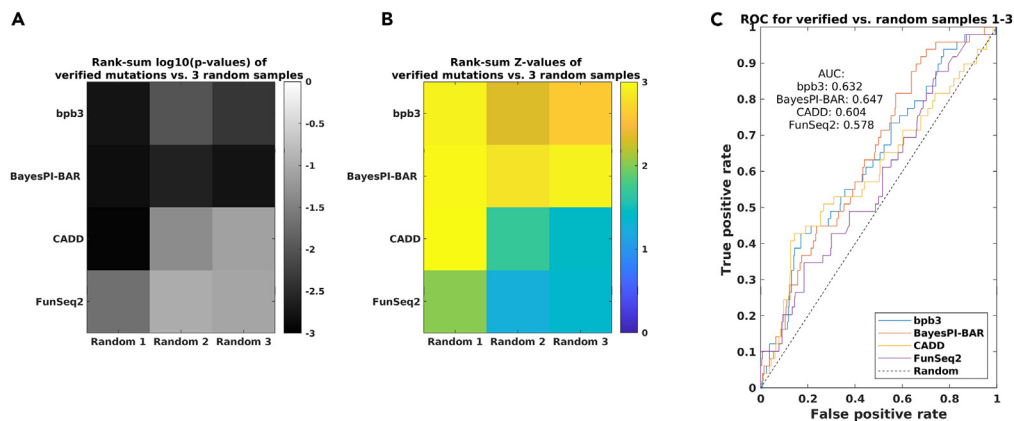 A
Rank-sum log10(p-values) of
verified mutations vs. 3 random samples
bpb3
BayesPI-BAR
CADD
FunSeq2
Random 1 Random 2 Random 3
0
-0.5
-1
-1.5
-2
-2.5
-3
B
Rank-sum Z-values of
verified mutations vs. 3 random samples
bpb3
BayesPI-BAR
CADD
FunSeq2
Random 1 Random 2 Random 3
3
2
1
0
C
ROC for verified vs. random samples 1-3
True positive rate
1
0.9
0.8
0.7
0.6
0.5
0.4
0.3
0.2
0.1
0
AUC:
bpb3: 0.632
BayesPI-BAR: 0.647
CADD: 0.604
FunSeq2: 0.578
bpb3
BayesPI-BAR
CADD
FunSeq2
Random
0 0.2 0.4 0.6 0.8 1
False positive rate